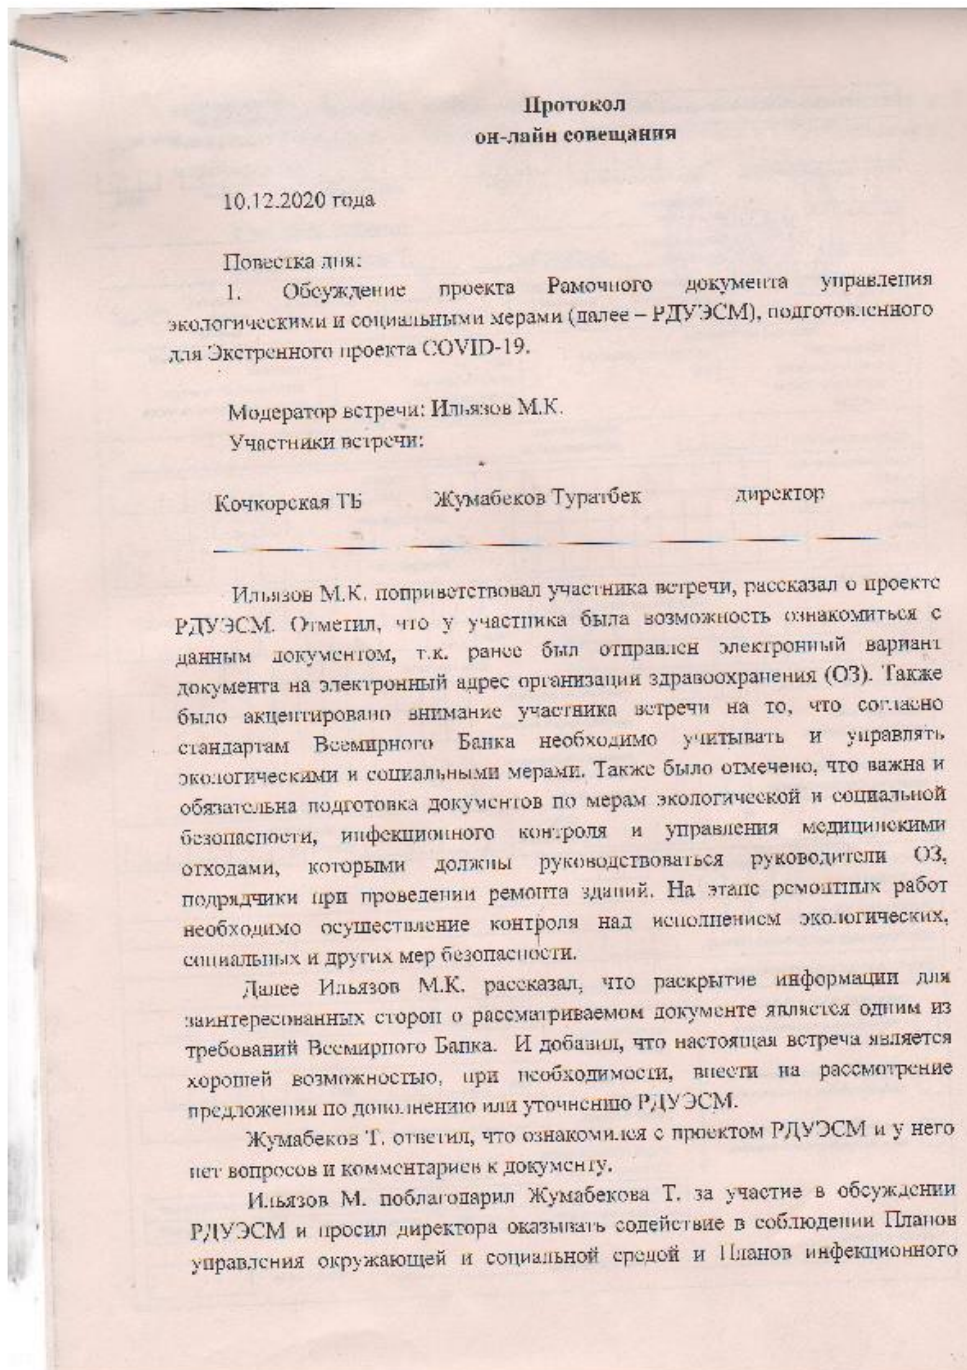 Протокол
он-лайн совещания
10.12.2020 года
Повестка дня:
1. Обсуждение проекта Рамочного документа управления
экологическими и социальными мерами (далее – РДУЭСМ), подготовленного
для Экстренного проекта COVID-19.
Модератор встречи: Ильязов М.К.
Участники встречи:
Кочкорская ТБ Жумабеков Туратбек директор
Ильязов М.К. поприветствовал участника встречи, рассказал о проекте
РДУЭСМ. Отметил, что у участника была возможность ознакомиться с
данным документом, т.к. ранее был отправлен электронный вариант
документа на электронный адрес организации здравоохранения (ОЗ). Также
было акцентировано внимание участника встречи на то, что согласно
стандартам Всемирного Банка необходимо учитывать и управлять
экологическими и социальными мерами. Также было отмечено, что важна и
обязательна подготовка документов по мерам экологической и социальной
безопасности, инфекционного контроля и управления медицинскими
отходами, которыми должны руководствоваться руководители ОЗ,
подрядчики при проведении ремонта зданий. На этапе ремонтных работ
необходимо осуществление контроля над исполнением экологических,
социальных и других мер безопасности.
Далее Ильязов М.К. рассказал, что раскрытие информации для
заинтересованных сторон о рассматриваемом документе является одним из
требований Всемирного Банка. И добавил, что настоящая встреча является
хорошей возможностью, при необходимости, внести на рассмотрение
предложения по дополнению или уточнению РДУЭСМ.
Жумабеков Т. ответил, что ознакомился с проектом РДУЭСМ и у него
нет вопросов и комментариев к документу.
Ильязов М. поблагодарил Жумабекова Т. за участие в обсуждении
РДУЭСМ и просил директора оказывать содействие в соблюдении Планов
управления окружающей и социальной средой и Планов инфекционного